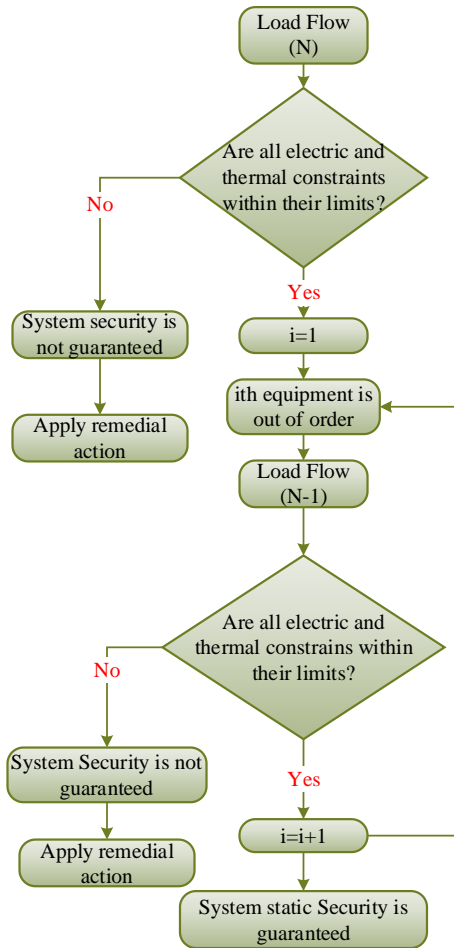 Load Flow
(N)
Are all electric and
thermal constraints
within their limits?
No
Yes
System security is
not guaranteed
i=1
Apply remedial
action
ith equipment is
out of order
Load Flow
(N-1)
Are all electric and
thermal constrains within
their limits?
No
Yes
System Security is not
guaranteed
i=i+1
Apply remedial
action
System static Security is
guaranteed